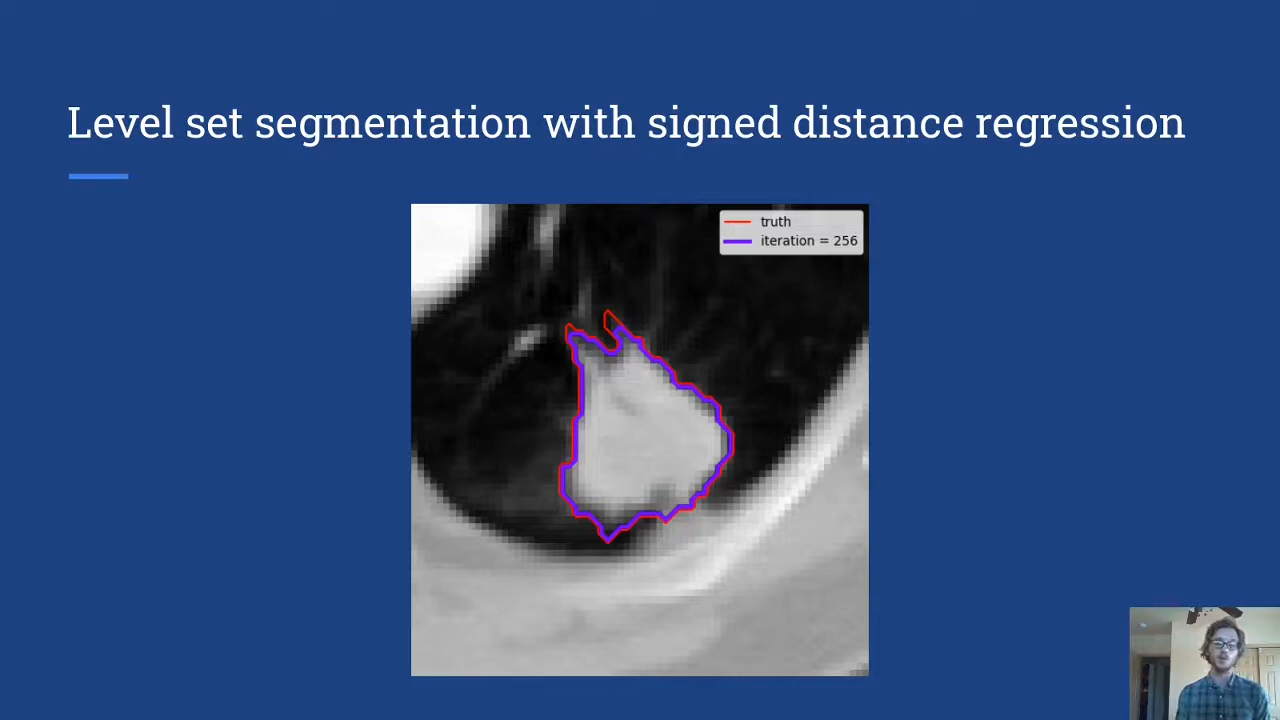 Level set segmentation with signed distance regression
truth
iteration = 256